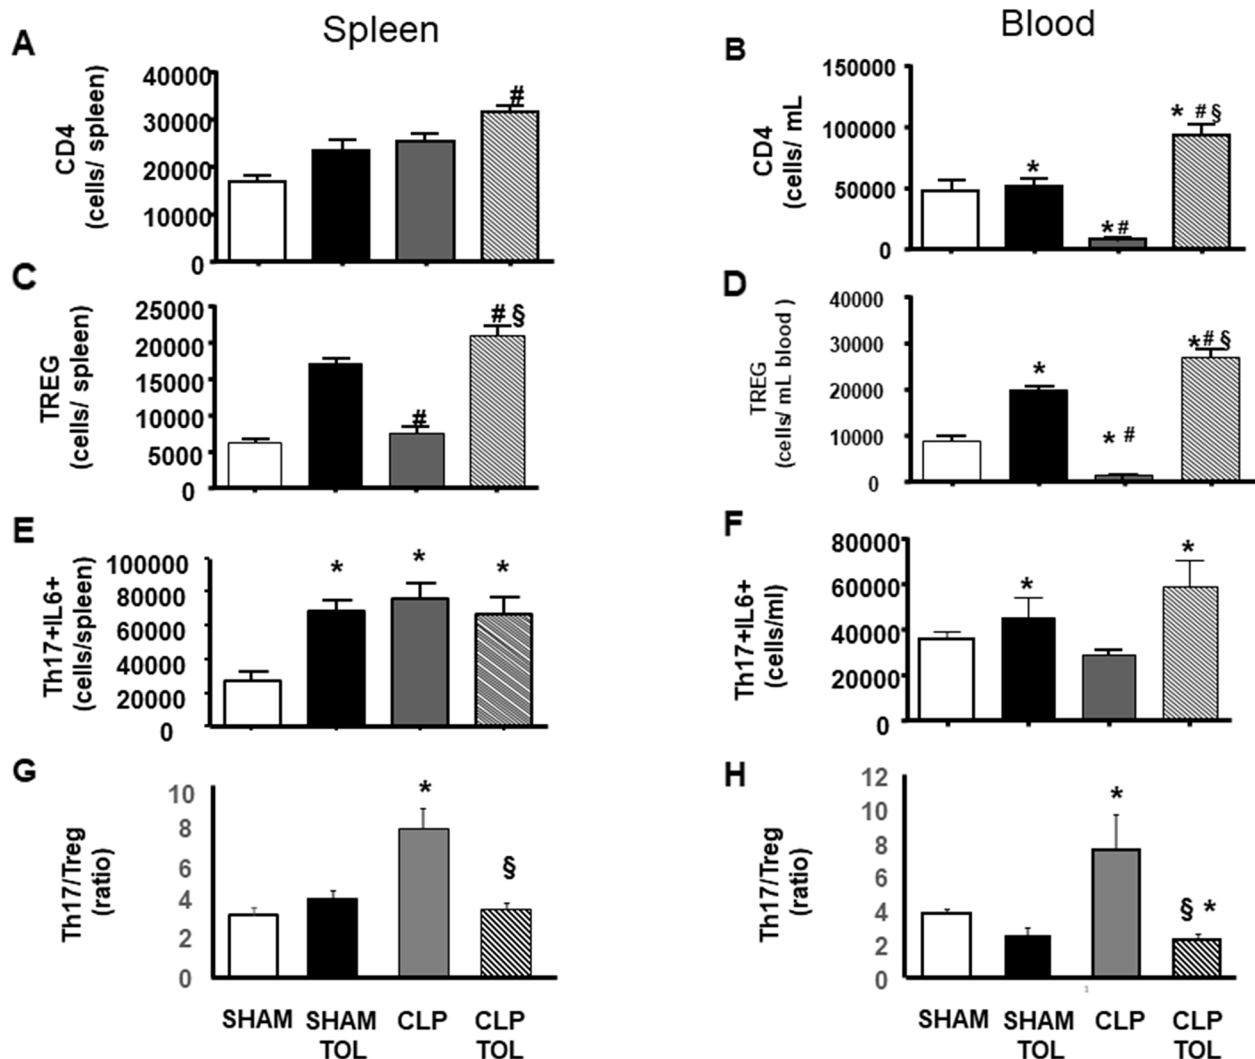 Spleen
Blood
A
CD4
(cells/ spleen)
40000
30000
20000
10000
0
#
B
CD4
(cells/ mL
150000
100000
50000
0
*
* #
* # §
C
TREG
(cells/ spleen)
25000
20000
15000
10000
5000
0
#
# §
D
TREG
(cells/ mL blood )
40000
30000
20000
10000
0
*
* #
*# §
E
Th17+IL6+
(cells/spleen)
100000
80000
60000
40000
20000
0
*
*
*
F
Th17+IL6+
(cells/ml)
80000
60000
40000
20000
0
*
*
G
Th17/Treg
(ratio)
10
8
6
4
2
0
*
§
SHAM
SHAM
TOL
CLP
CLP
TOL
H
Th17/Treg
(ratio)
12
10
8
6
4
2
0
*
§ *
1
SHAM
SHAM
TOL
CLP
CLP
TOL